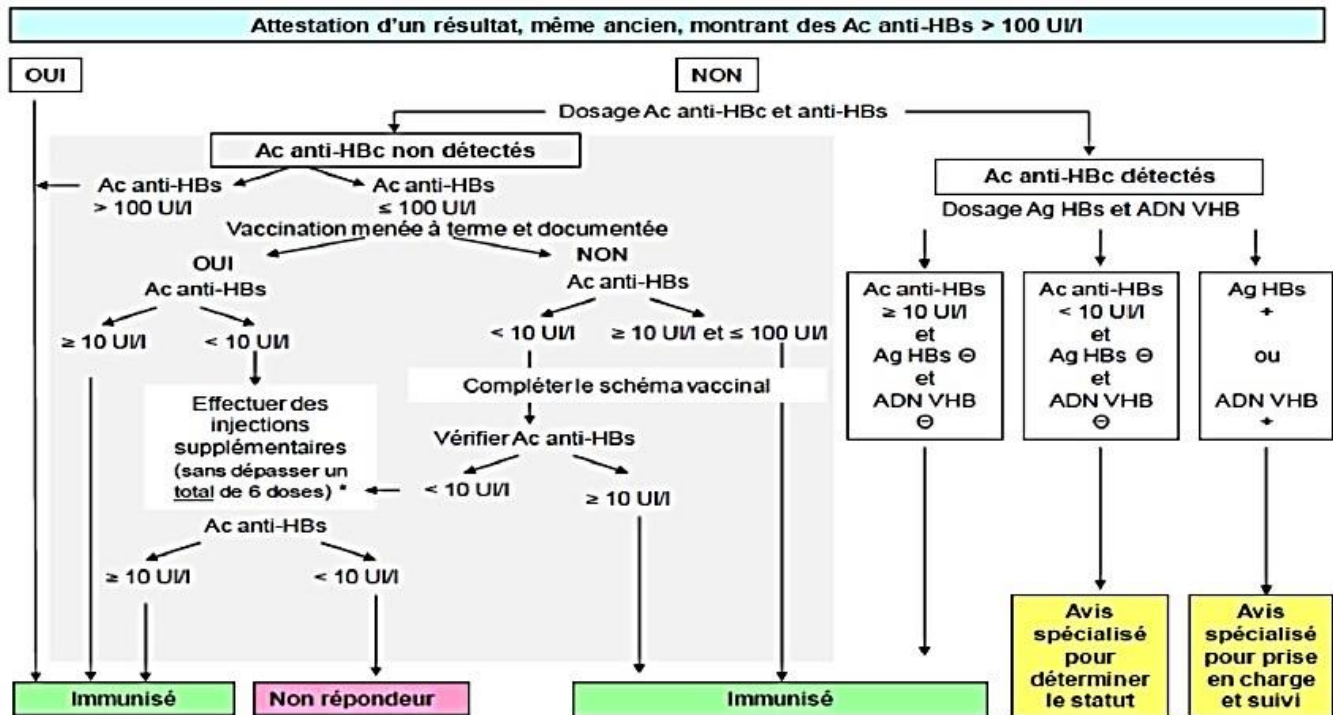 Attestation d'un résultat, même ancien, montrant des Ac anti-HBs > 100 UI/l
OUI
NON
Dosage Ac anti-HBc et anti-HBs
Ac anti-HBc non détectés
Ac anti-HBs
> 100 UI/l
Ac anti-HBs
≤ 100 UI/l
Vaccination menée à terme et documentée
OUI
Ac anti-HBs
≥ 10 UI/l
< 10 UI/l
Effectuer des
injections
supplémentaires
(sans dépasser un
total de 6 doses) *
NON
Ac anti-HBs
< 10 UI/l
≥ 10 UI/l et ≤ 100 UI/l
Compléter le schéma vaccinal
Vérifier Ac anti-HBs
< 10 UI/l
≥ 10 UI/l
Ac anti-HBs
≥ 10 UI/l
< 10 UI/l
Ac anti-HBc détectés
Dosage Ag HBs et ADN VHB
Ac anti-HBs
≥ 10 UI/l
et
Ag HBs ⊖
et
ADN VHB
⊖
Ac anti-HBs
< 10 UI/l
et
Ag HBs ⊖
et
ADN VHB
⊖
Ag HBs
+
ou
ADN VHB
+
Immunisé
Non répondeur
Immunisé
Avis
spécialisé
pour
déterminer
le statut
Avis
spécialisé
pour prise
en charge
et suivi